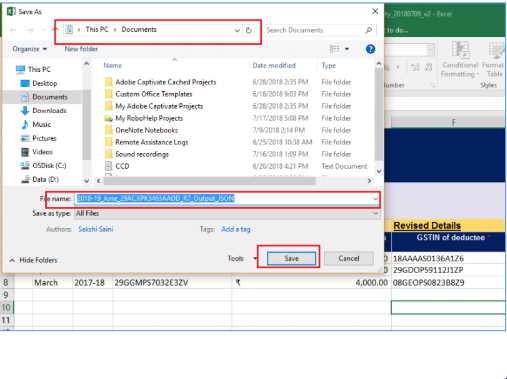 Save As
ty_20180709_v2 - Excel
This PC > Documents
Search Documents
t to do...
Organize
New folder
This PC
Desktop
Documents
Downloads
Music
Pictures
Videos
OSDisk (C:)
Data (D:)
Name
Date modified
Type
Adobe Captivate Cached Projects 6/28/2018 2:35 PM File folder
Custom Office Templates 6/18/2018 9:03 PM File folder
My Adobe Captivate Projects 6/28/2018 2:35 PM File folder
My RoboHelp Projects 7/17/2018 5:08 PM File folder
OneNote Notebooks 7/9/2018 2:14 PM File folder
Remote Assistance Logs 6/25/2018 10:38 AM File folder
Sound recordings 7/16/2018 1:09 PM File folder
CCD 6/20/2018 4:21 PM Text Document
File name: 2018-19_June_29ACXPK3463AADD_R7_Output_JSON
Save as type: All Files
Authors: Sakshi Saini
Tags: Add a tag
Hide Folders
Tools
Save
Cancel
Conditional Format
Formatting Table
umber
Styles
F
Revised Details
GSTIN of deductee
0 18AAAAS0136A1Z6
0 29GDOPS9112J1ZP
8 March 2017-18 29GGMPS7032E3ZV ₹ 4,000.00 08GEOPS0823B8Z9
9
10
11